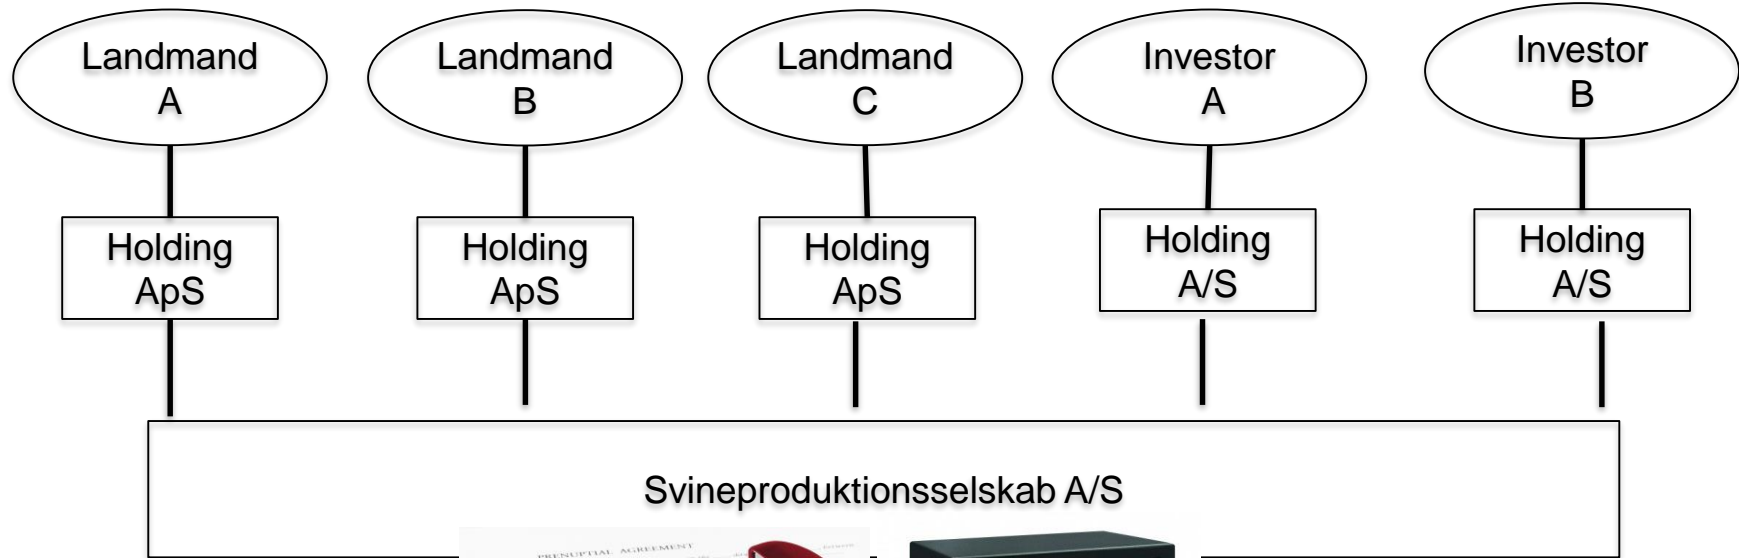 Landmand
A
Landmand
B
Landmand
C
Investor
A
Investor
B
Holding
ApS
Holding
ApS
Holding
ApS
Holding
A/S
Holding
A/S
Svineproduktionsselskab A/S
PRENUPTIAL AGREEMENT